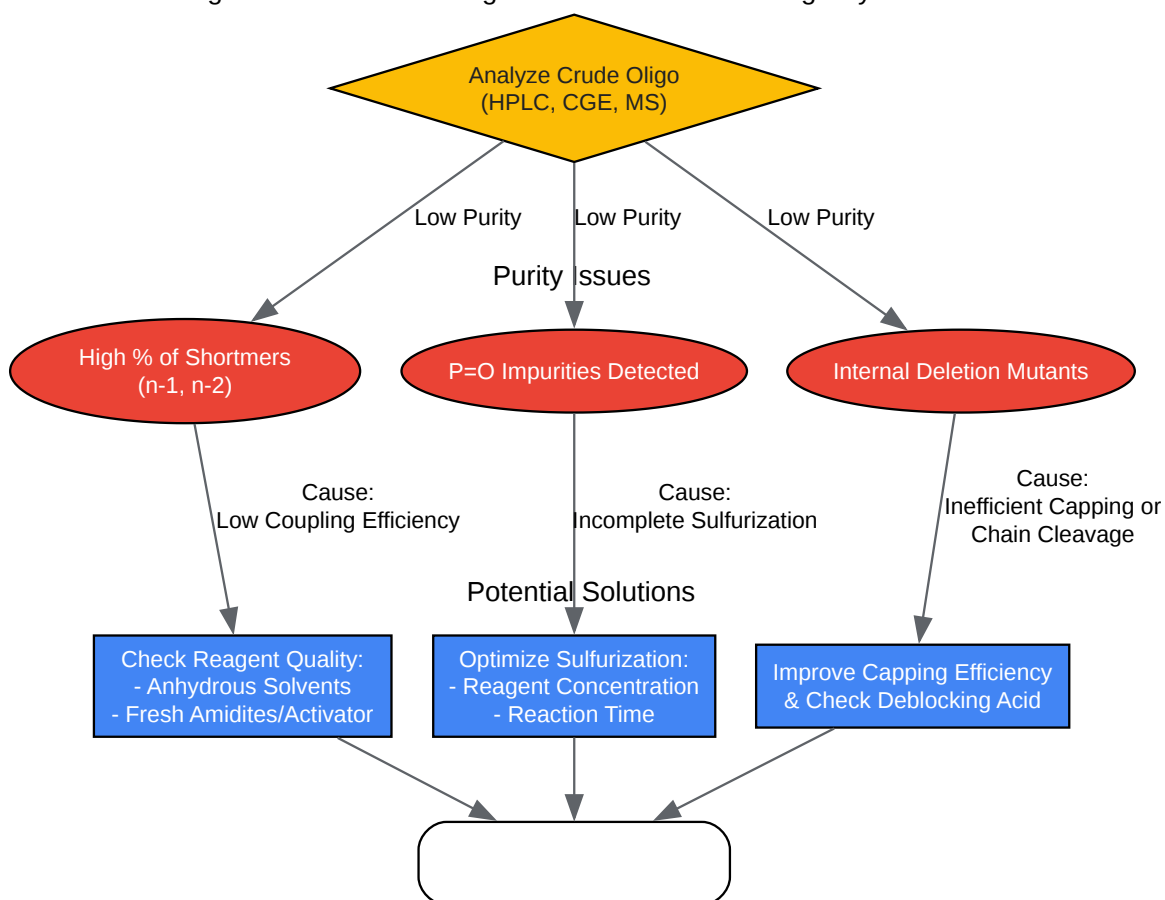 Analyze Crude Oligo
(HPLC, CGE, MS)
Low Purity
Low Purity
Low Purity
Purity Issues
High % of Shortmers
(n-1, n-2)
P=O Impurities Detected
Internal Deletion Mutants
Cause:
Low Coupling Efficiency
Cause:
Incomplete Sulfurization
Cause:
Inefficient Capping or
Chain Cleavage
Potential Solutions
Check Reagent Quality:
- Anhydrous Solvents
- Fresh Amidites/Activator
Optimize Sulfurization:
- Reagent Concentration
- Reaction Time
Improve Capping Efficiency
& Check Deblocking Acid